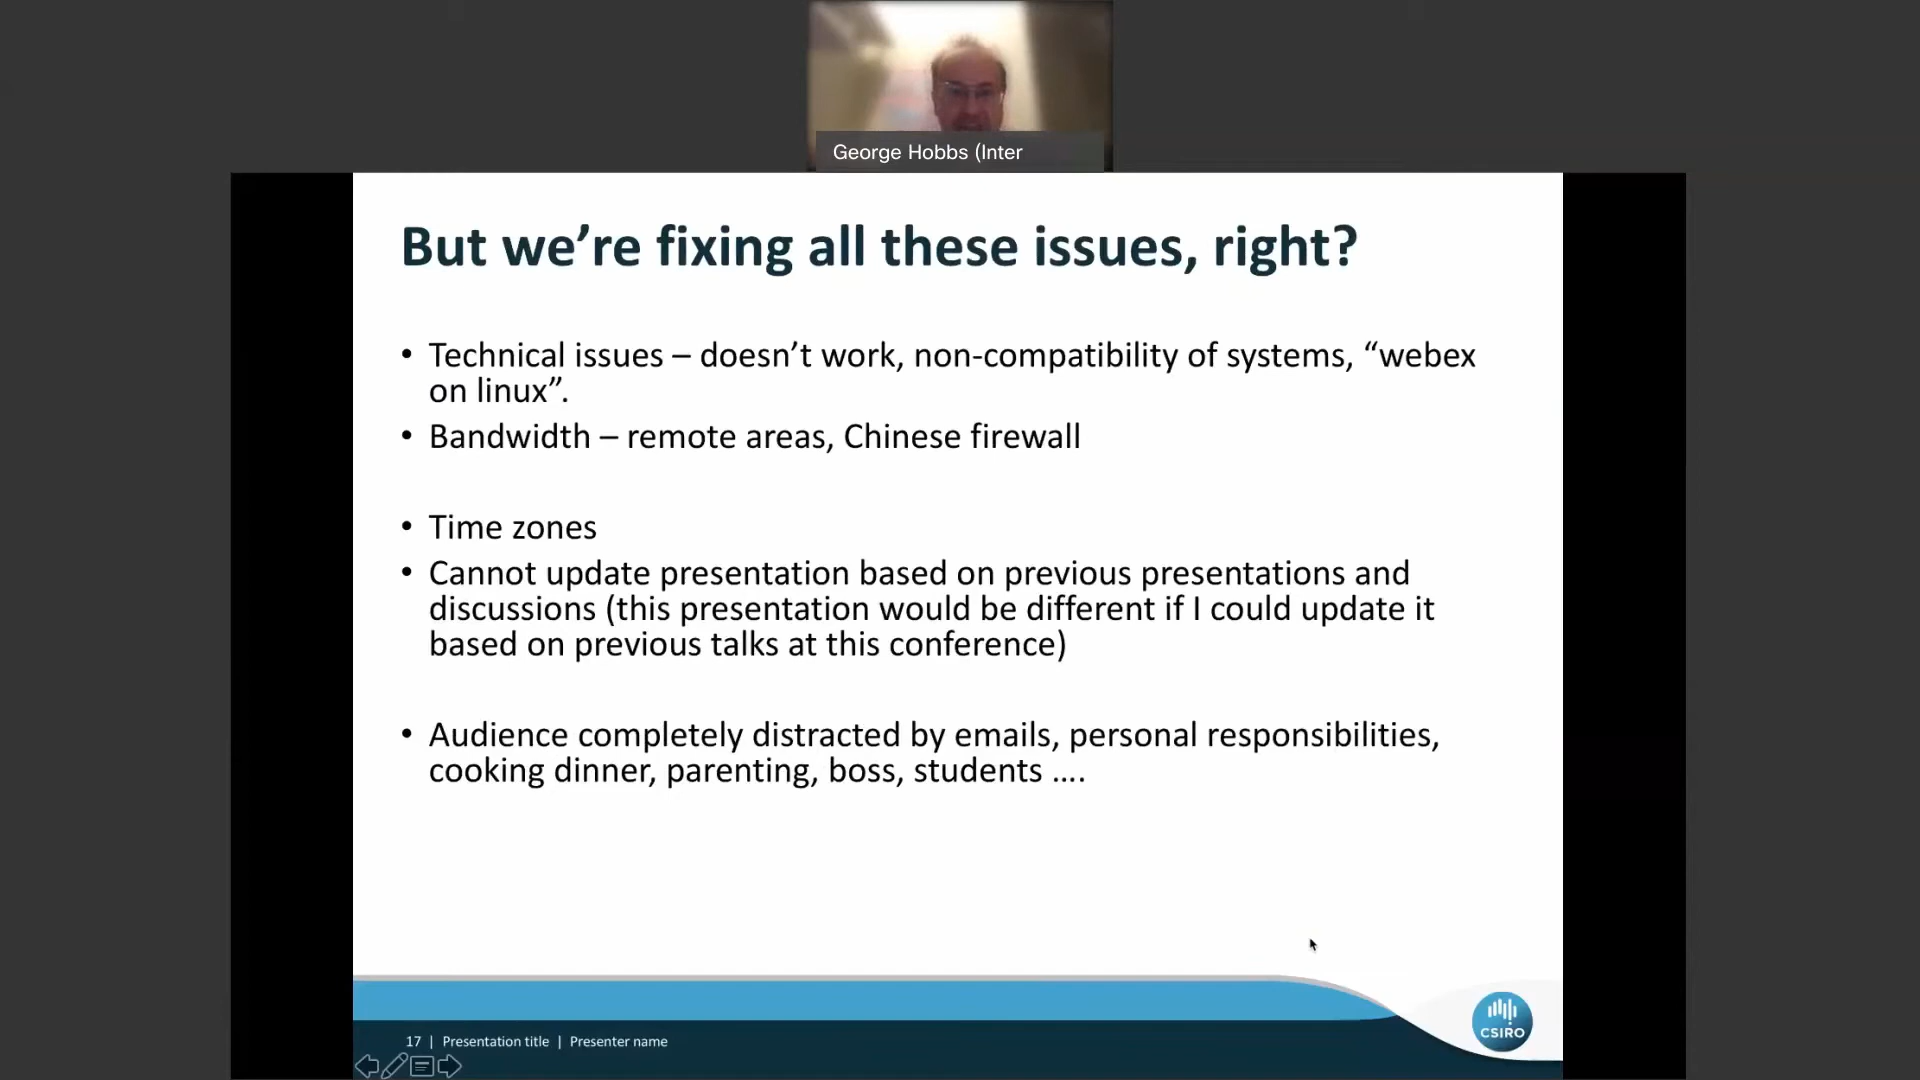 George Hobbs (Inter
But we’re fixing all these issues, right?
• Technical issues – doesn’t work, non-compatibility of systems, “webex
on linux”.
• Bandwidth – remote areas, Chinese firewall
• Time zones
• Cannot update presentation based on previous presentations and
discussions (this presentation would be different if I could update it
based on previous talks at this conference)
• Audience completely distracted by emails, personal responsibilities,
cooking dinner, parenting, boss, students ....
CSIRO
17 | Presentation title | Presenter name